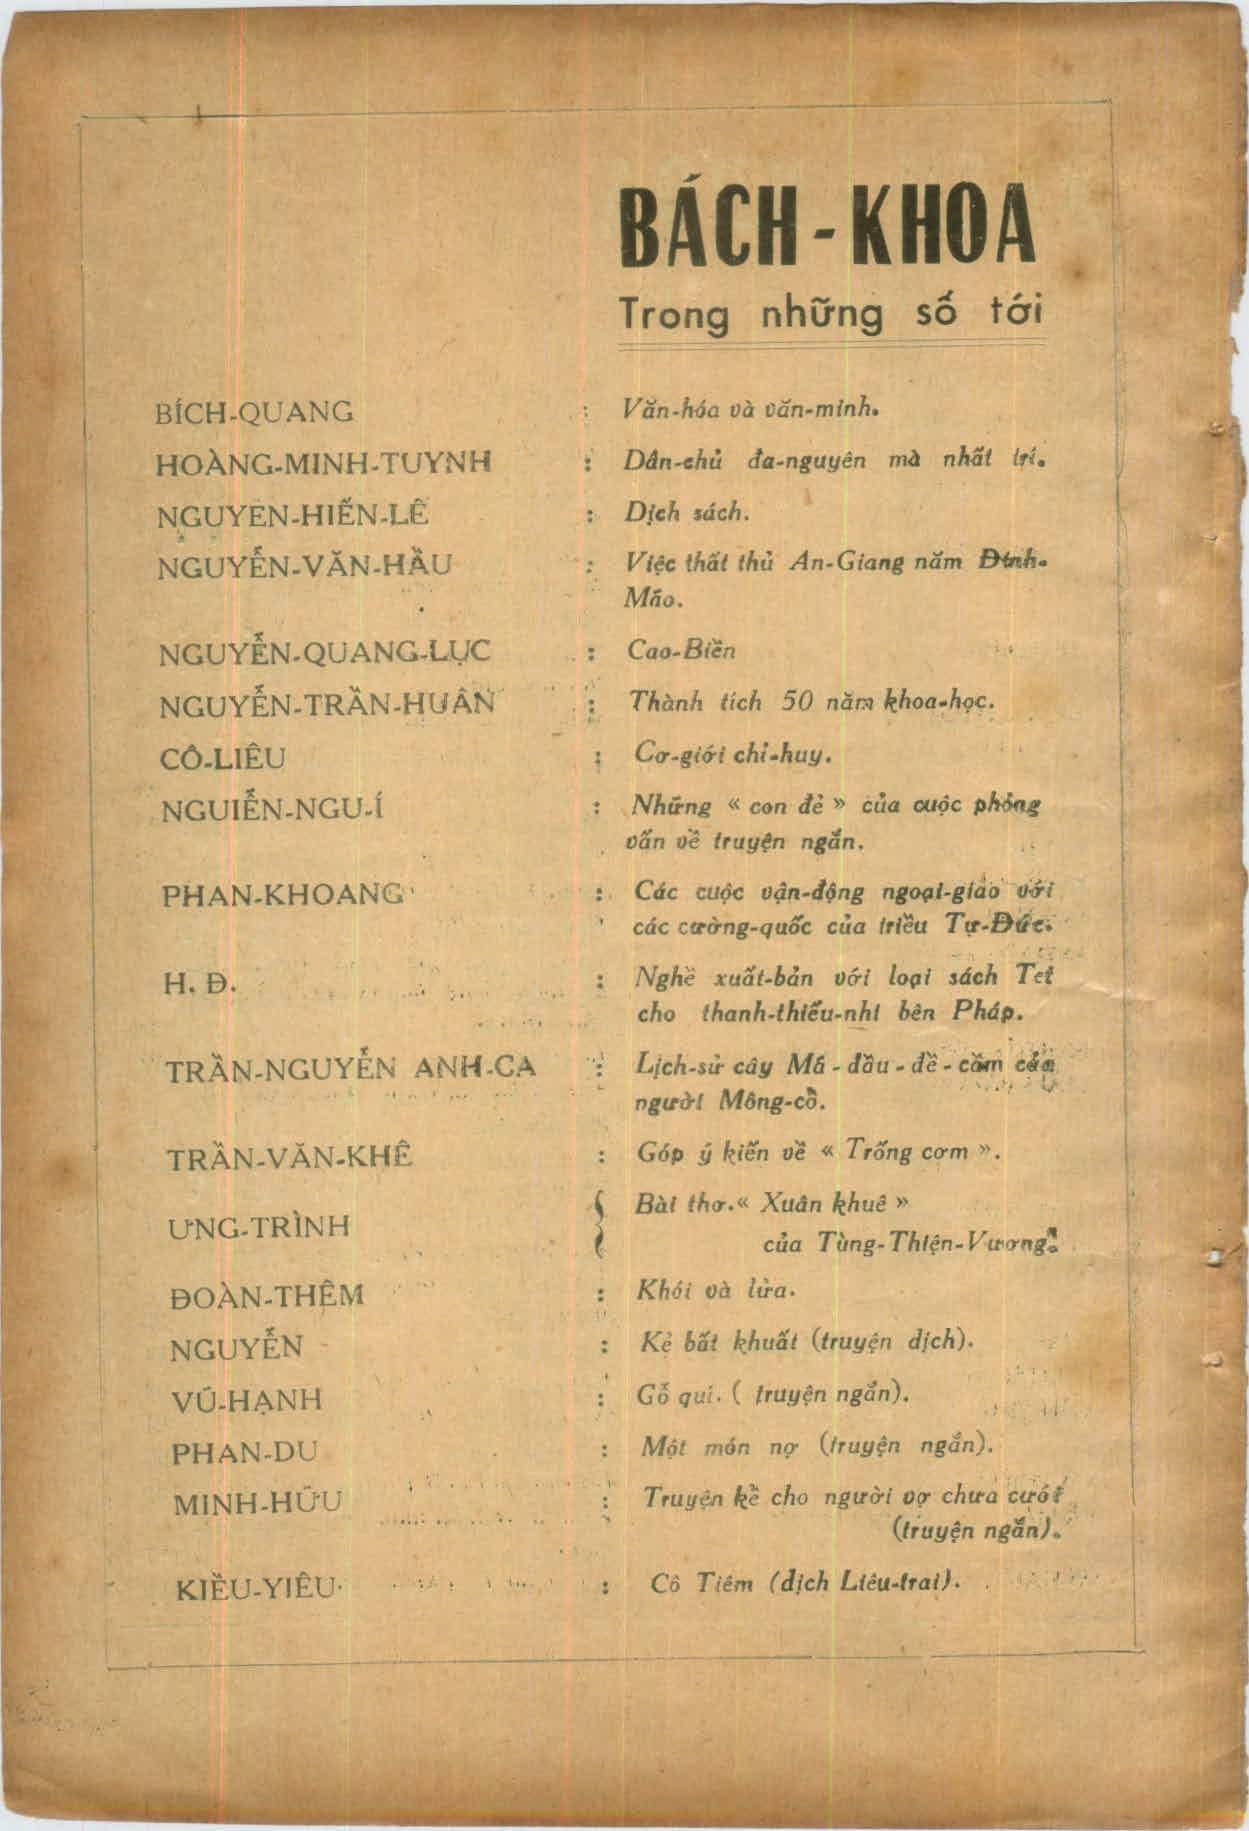 BÁCH-KHOA
Trong những số tới
BÍCH-QUANG : Văn-hóa và văn-minh.
HOÀNG-MINH-TUYNH : Dân-chủ đa-nguyên mà nhất trí.
NGUYỄN-HIẾN-LÊ : Dịch sách.
NGUYỄN-VĂN-HẦU : Việc thất thủ An-Giang năm Đinh-
Mão.
NGUYỄN-QUANG-LỤC : Cao-Biền
NGUYỄN-TRẦN-HUÂN : Thành tích 50 năm khoa-học.
CÔ-LIÊU : Cơ-giới chỉ-huy.
NGUIỄN-NGU-Í : Những « con đẻ » của cuộc phỏng
vấn về truyện ngắn.
PHAN-KHOANG : Các cuộc vận-động ngoại-giao với
các cường-quốc của triều Tự-Đức.
H. Đ. : Nghề xuất-bản với loại sách Tết
cho thanh-thiếu-nhi bên Pháp.
TRẦN-NGUYỄN ANH-CA : Lịch-sử cây Mã-đầu-đề-cầm của
người Mông-cồ.
TRẦN-VĂN-KHÊ : Góp ý kiến về « Trống cơm ».
ƯNG-TRÌNH { Bài thơ « Xuân khuê »
của Tùng-Thiện-Vương.
ĐOÀN-THÊM : Khói và lửa.
NGUYỄN : Kẻ bất khuất (truyện dịch).
VŨ-HẠNH : Gỗ quí. ( truyện ngắn).
PHAN-DU : Một món nợ (truyện ngắn).
MINH-HỮU : Truyện kề cho người vợ chưa cưới
(truyện ngắn).
KIỀU-YIÊU : Cô Tiêm (dịch Liêu-trai).